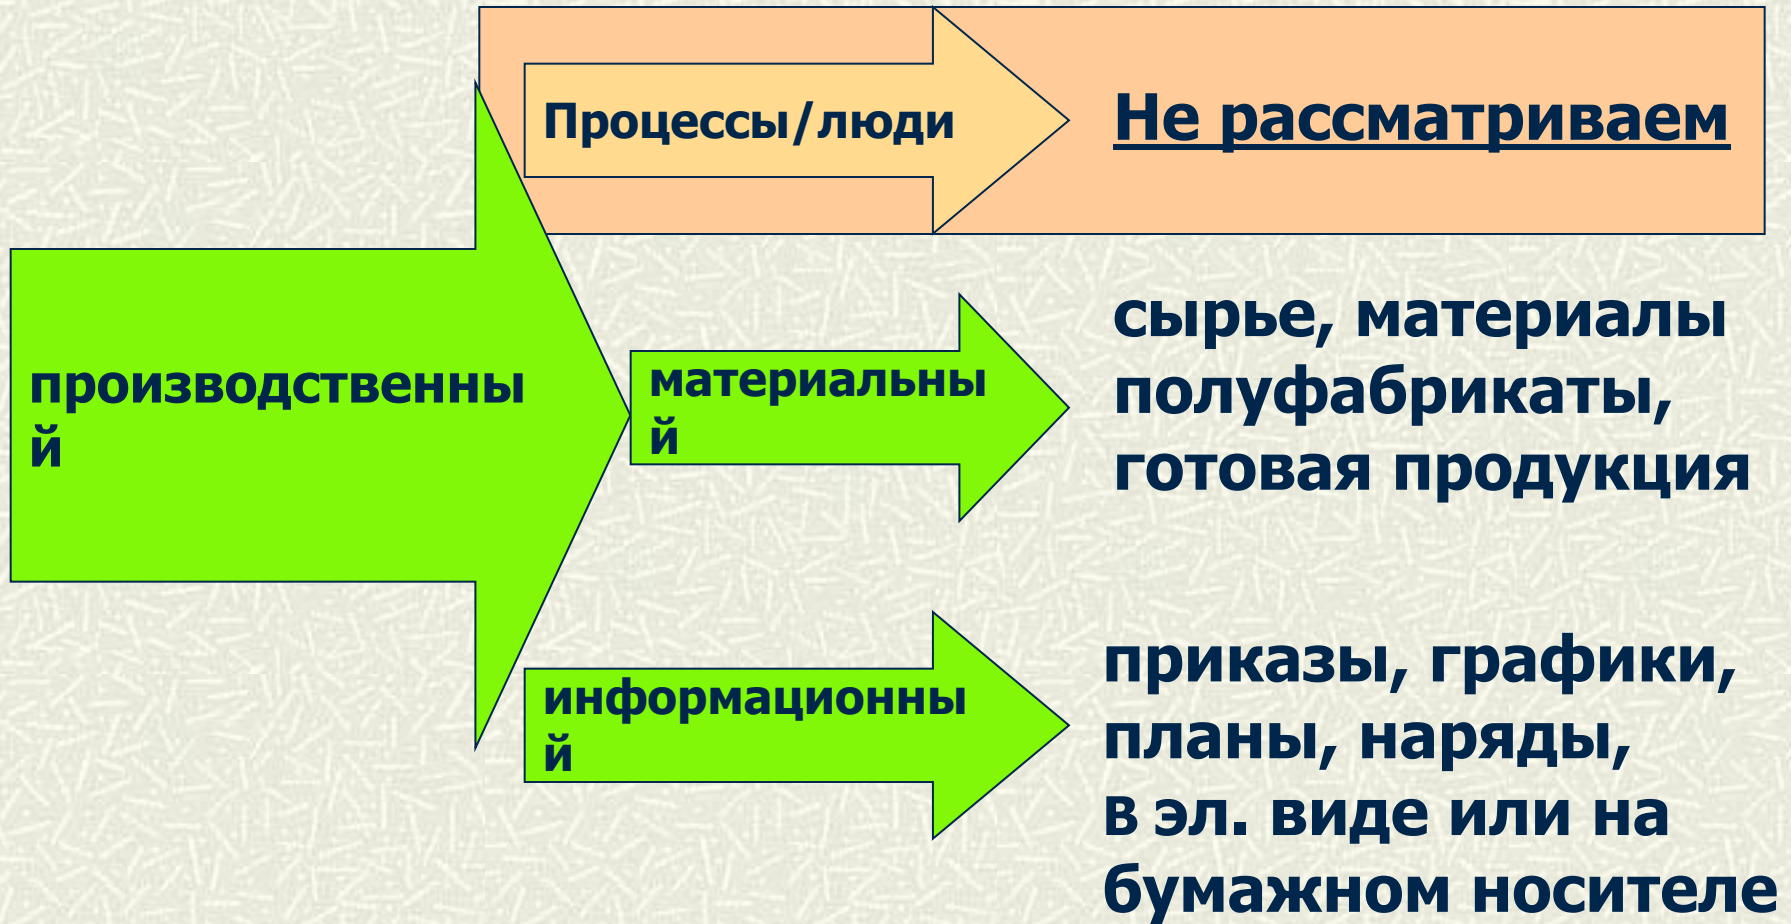 Процессы/люди
Не рассматриваем
производственны
й
материальны
й
сырье, материалы
полуфабрикаты,
готовая продукция
информационны
й
приказы, графики,
планы, наряды,
В эл. виде или на
бумажном носителе